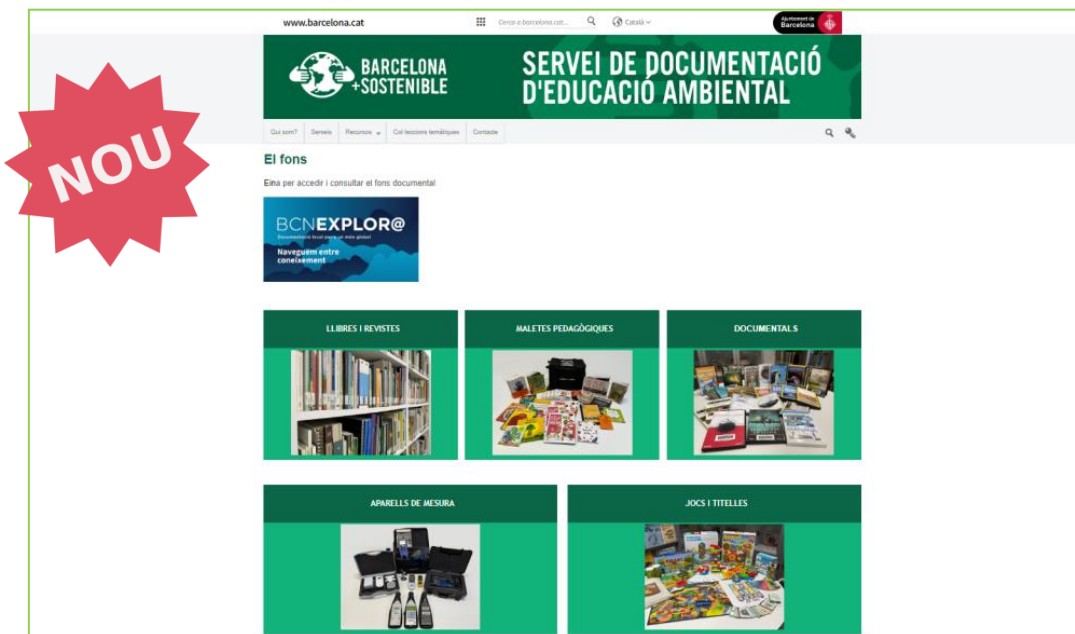 www.barcelona.cat
Cerca a barcelona.cat...
Català
Ajuntament de
Barcelona
BARCELONA
+SOSTENIBLE
SERVEI DE DOCUMENTACIÓ
D'EDUCACIÓ AMBIENTAL
NOU
Qui som?
Serveis
Recursos
Col·leccions temàtiques
Contacte
El fons
Eina per accedir i consultar el fons documental
BCNEXPLOR@
Naveguem entre
coneixement
LLIBRES I REVISTES
MALETES PEDAGÒGIQUES
DOCUMENTALS
APARELLS DE MESURA
JOCS I TITELLES